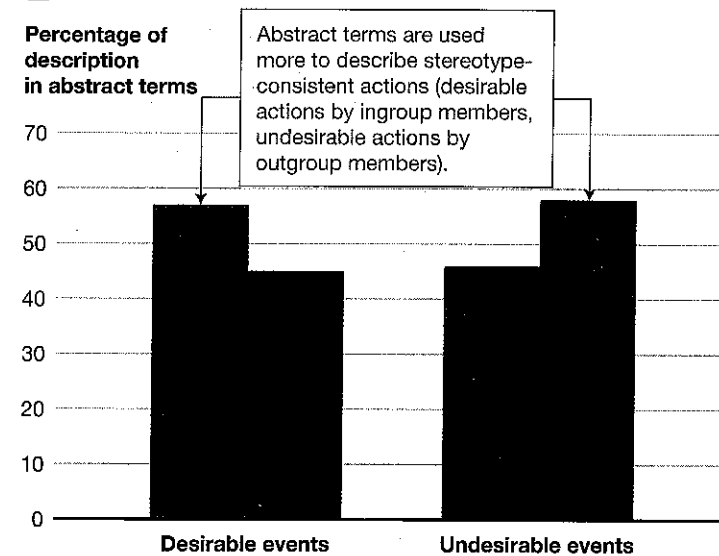 Percentage of
description
in abstract terms
Abstract terms are used
more to describe stereotype-
consistent actions (desirable
actions by ingroup members,
undesirable actions by
outgroup members).
70
60
50
40
30
20
10
0
Desirable events
Undesirable events